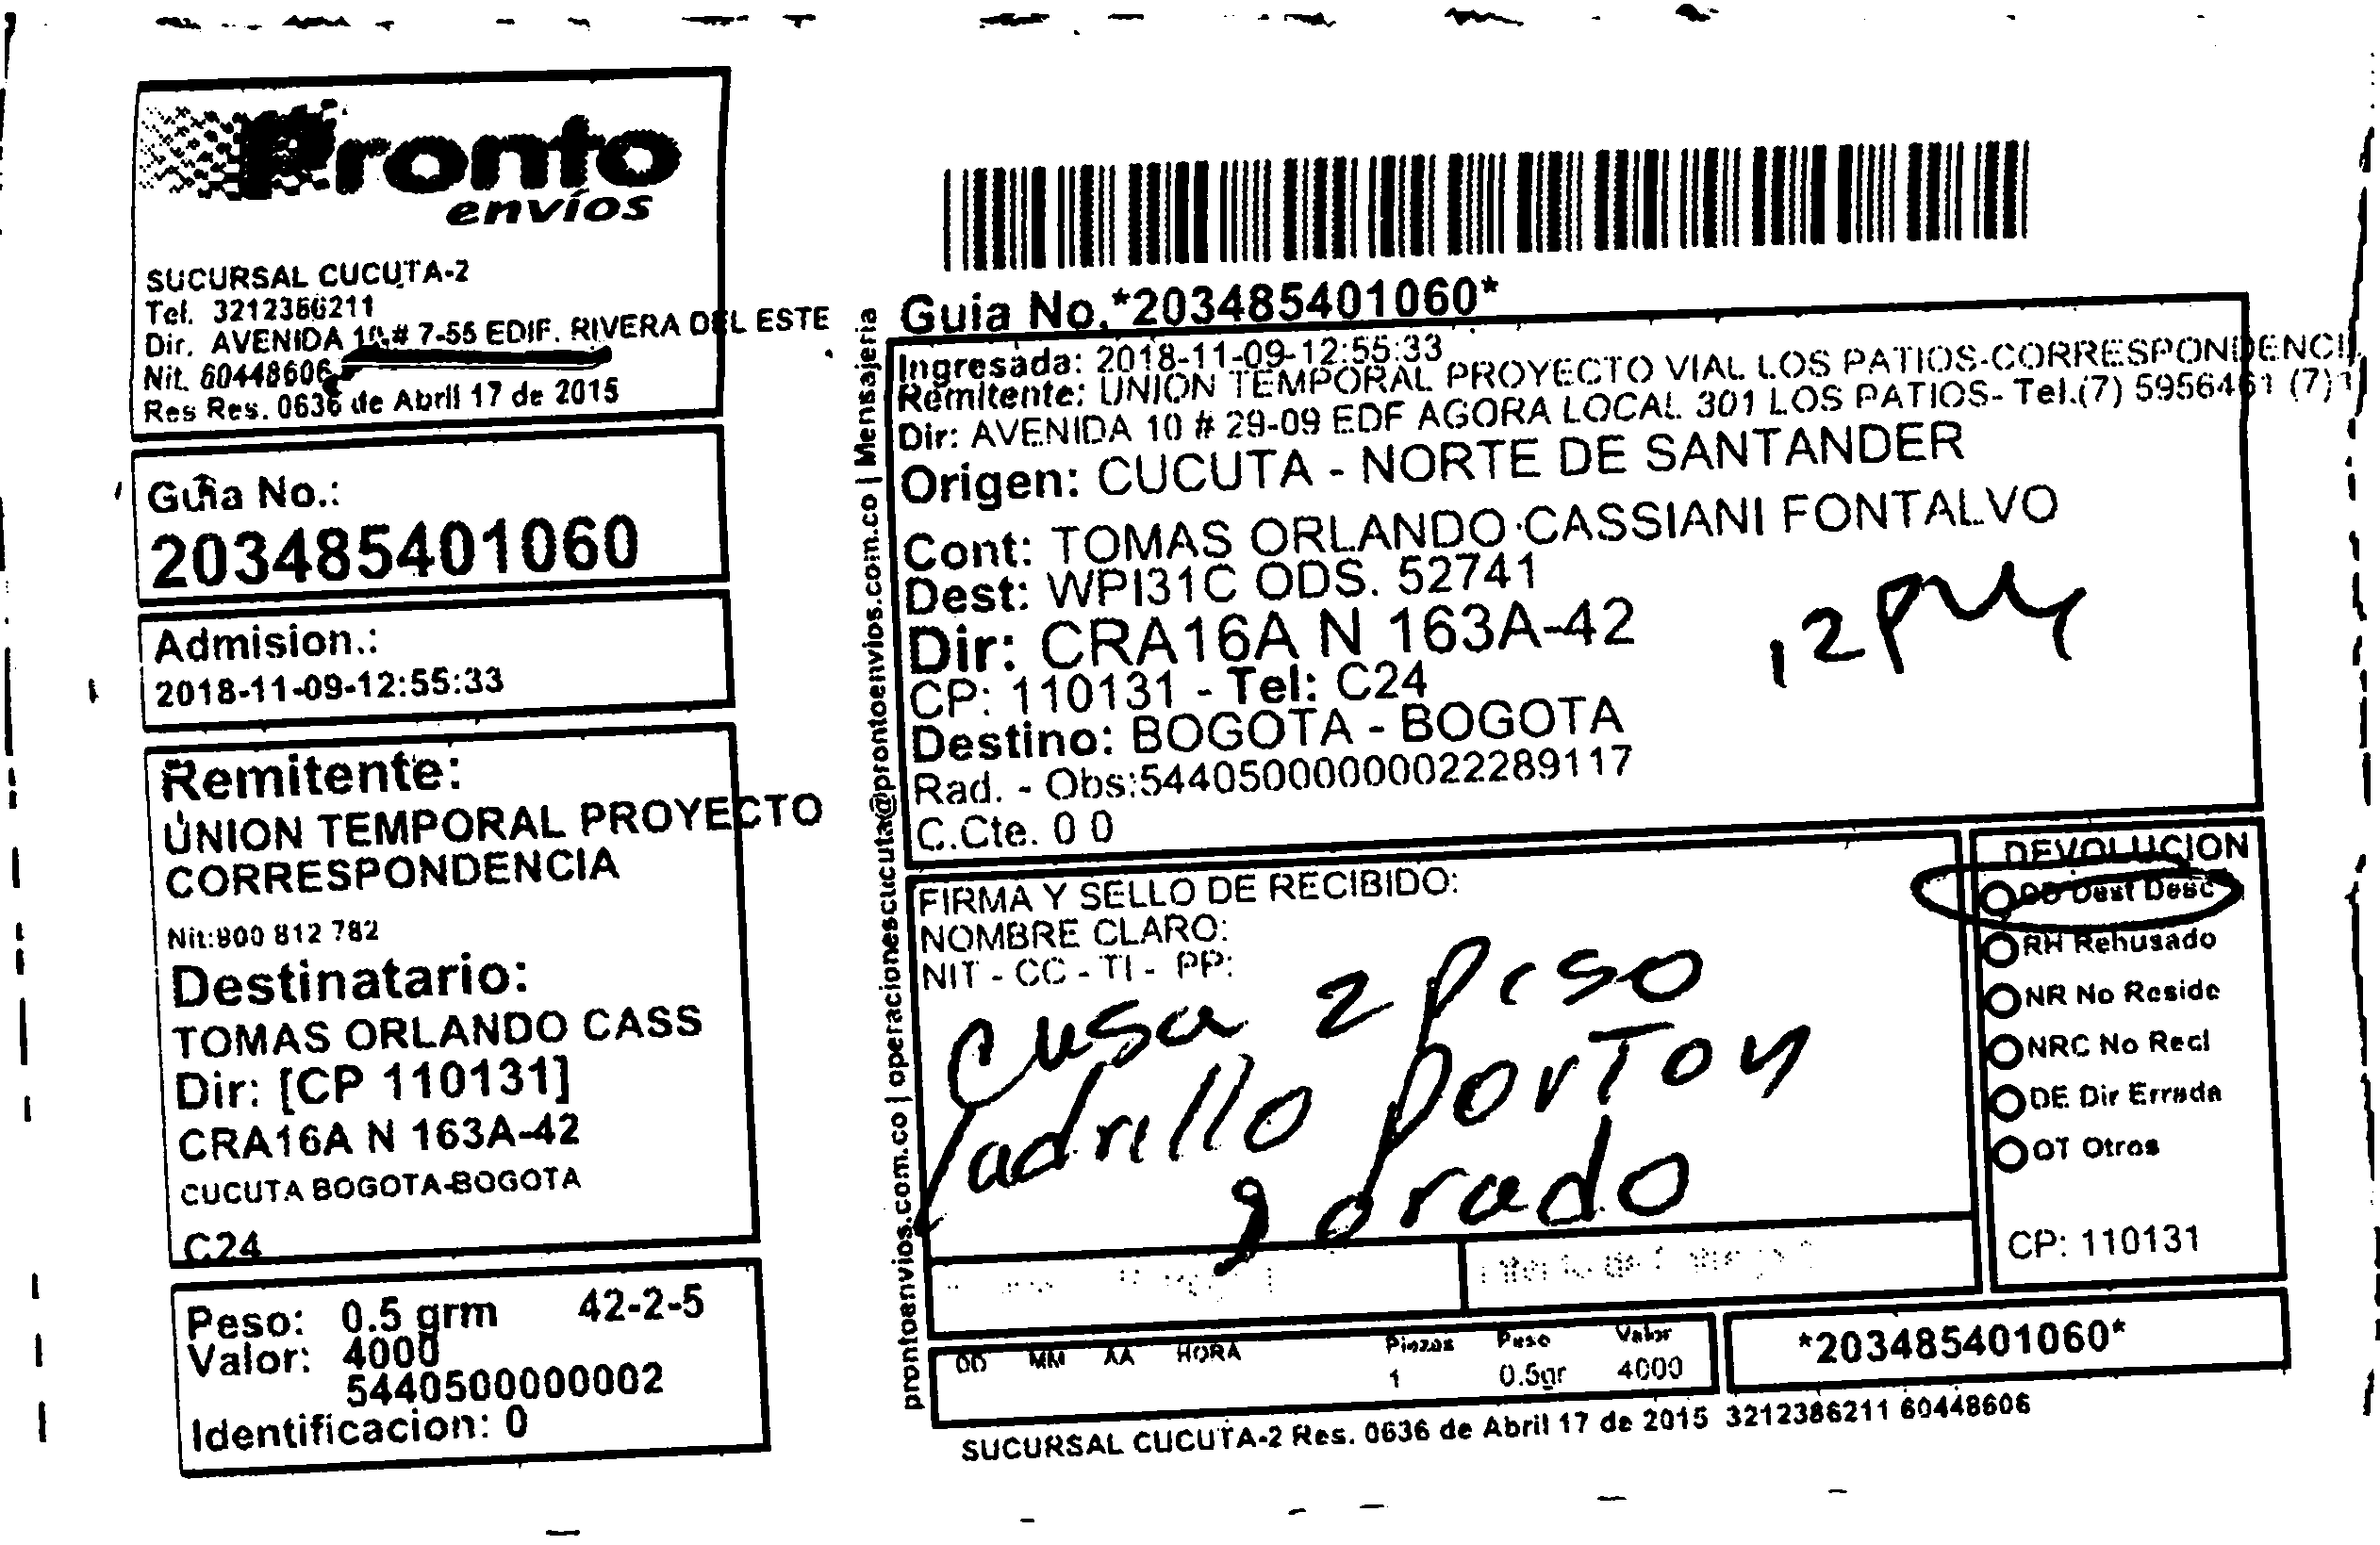 Pronto
envíos
SUCURSAL CUCUTA-2
Tel. 3212386211
Dir. AVENIDA 10 # 7-55 EDIF. RIVERA DEL ESTE
Nit. 60448606
Res Res. 0636 de Abril 17 de 2015
Guia No.:
203485401060
Admision.:
2018-11-09-12:55:33
Remitente:
UNION TEMPORAL PROYECTO
CORRESPONDENCIA
Nit:900 812 782
Destinatario:
TOMAS ORLANDO CASS
Dir: [CP 110131]
CRA16A N 163A-42
CUCUTA BOGOTA-BOGOTA
C24
Peso: 0.5 grm 42-2-5
Valor: 4000
5440500000002
Identificacion: 0
prontoenvios.com.co | operacionescucuta@prontoenvios.com.co | Mensajeria
Guia No.*203485401060*
Ingresada: 2018-11-09-12:55:33
Remitente: UNION TEMPORAL PROYECTO VIAL LOS PATIOS-CORRESPONDENCI
Dir: AVENIDA 10 # 29-09 EDF AGORA LOCAL 301 LOS PATIOS- Tel.(7) 5956461 (7)
Origen: CUCUTA - NORTE DE SANTANDER
Cont: TOMAS ORLANDO CASSIANI FONTALVO
Dest: WPI31C ODS. 52741
Dir: CRA16A N 163A-42
12 PM
CP: 110131 - Tel: C24
Destino: BOGOTA - BOGOTA
Rad. - Obs:54405000000022289117
C.Cte. 0 0
FIRMA Y SELLO DE RECIBIDO:
NOMBRE CLARO:
NIT - CC - TI - PP:
Casa 2 piso
ladrillo porton
dorado
DEVOLUCION
Dest Desc
RH Rehusado
NR No Reside
NRC No Recl
DE Dir Errada
OT Otros
CP: 110131
DD MM AA HORA
Piezas Peso Valor
1 0.5gr 4000
*203485401060*
SUCURSAL CUCUTA-2 Res. 0636 de Abril 17 de 2015 3212386211 60448606